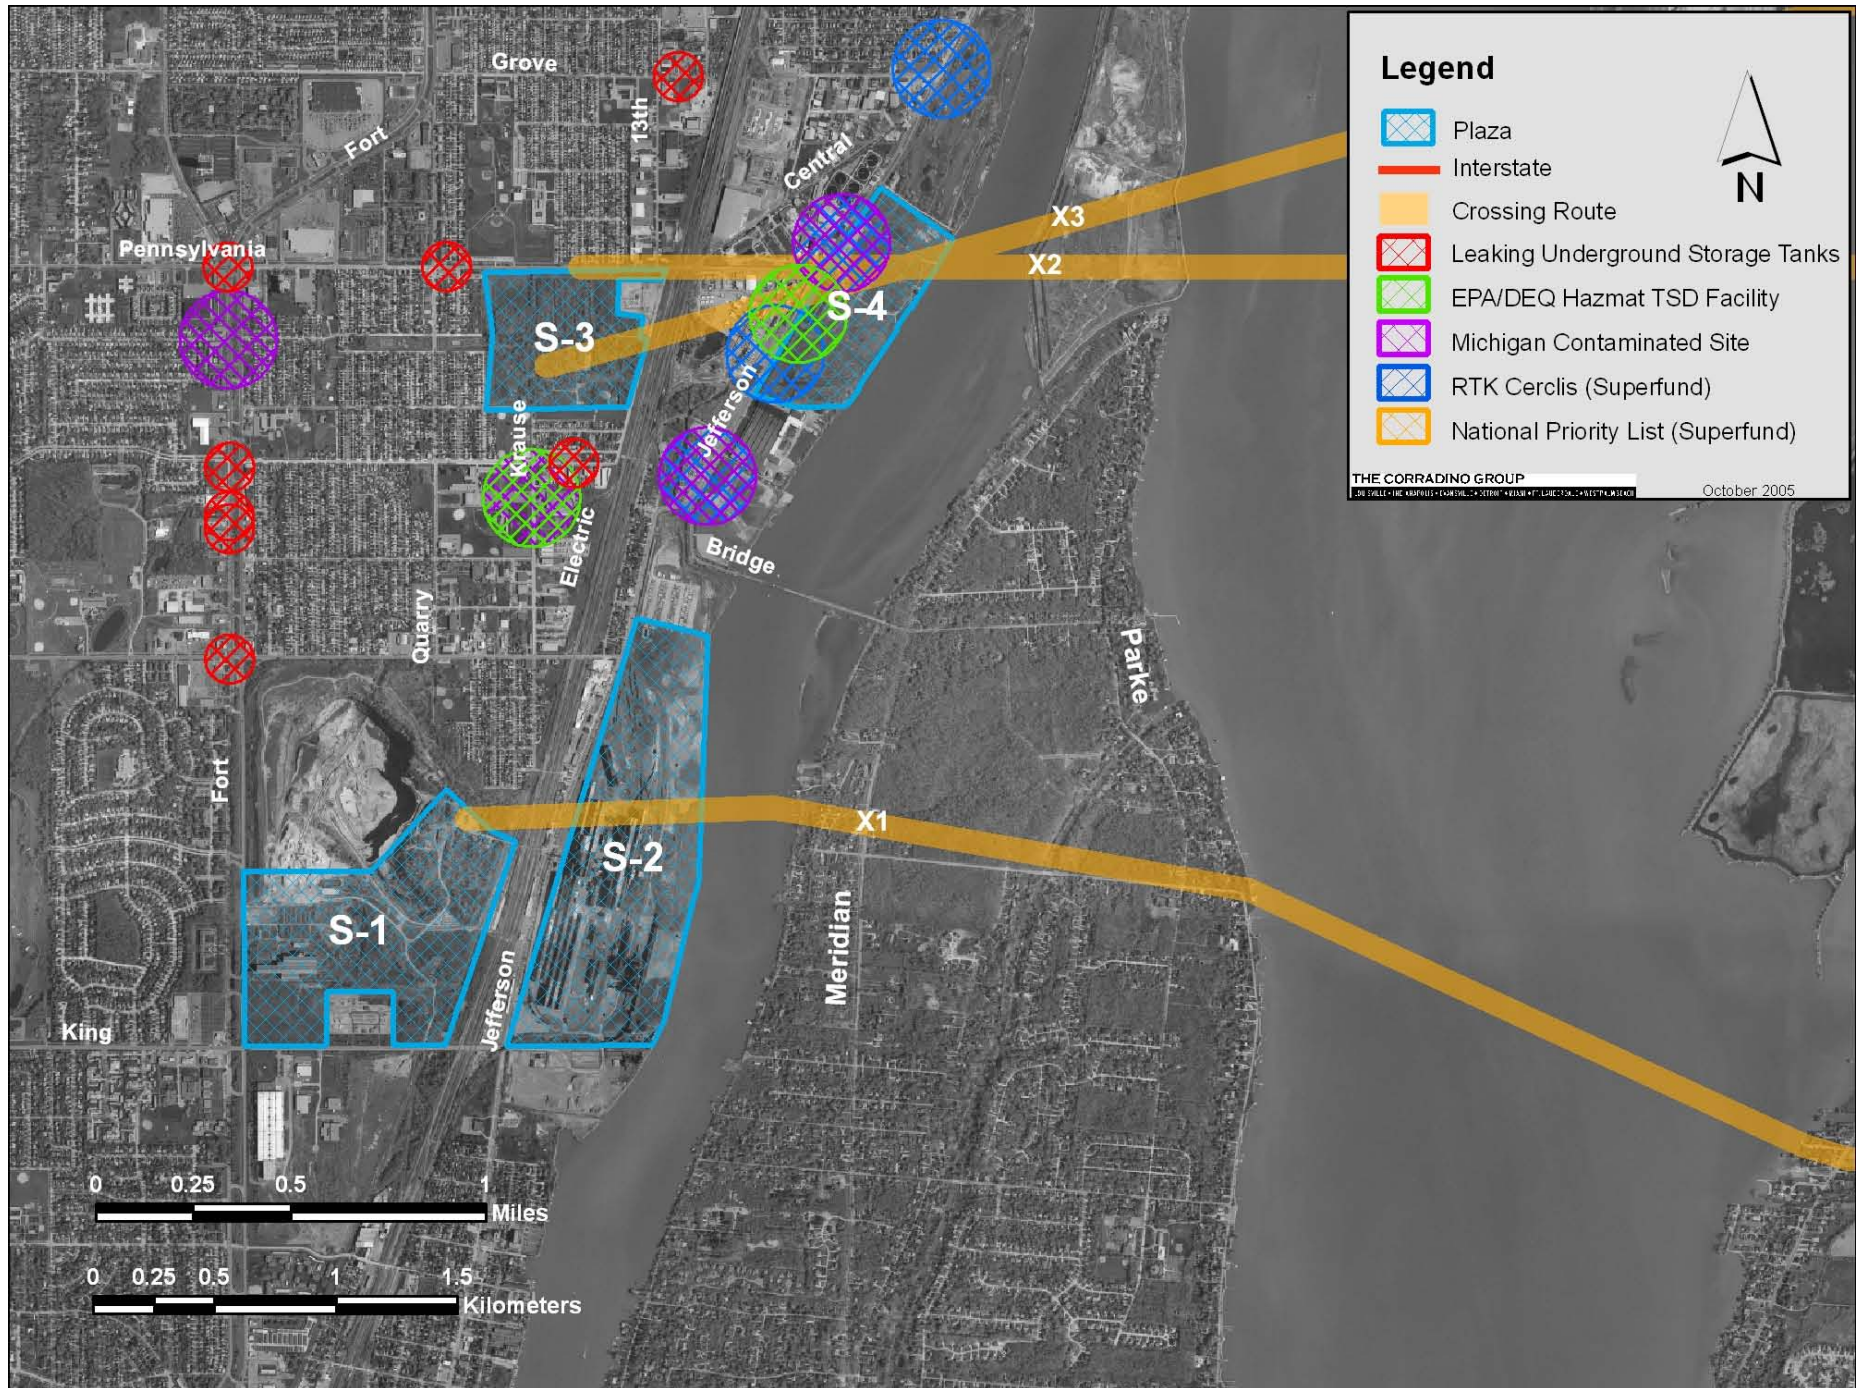 Grove
Fort
13th
Central
Pennsylvania
X3
X2
S-3
S-4
Krause
Jefferson
Electric
Bridge
Quarry
Parke
Fort
X1
S-2
S-1
Meridian
Jefferson
King
0 0.25 0.5 1
Miles
0 0.25 0.5 1 1.5
Kilometers
Legend
Plaza
Interstate
Crossing Route
Leaking Underground Storage Tanks
EPA/DEQ Hazmat TSD Facility
Michigan Contaminated Site
RTK Cerclis (Superfund)
National Priority List (Superfund)
N
THE CORRADINO GROUP
October 2005